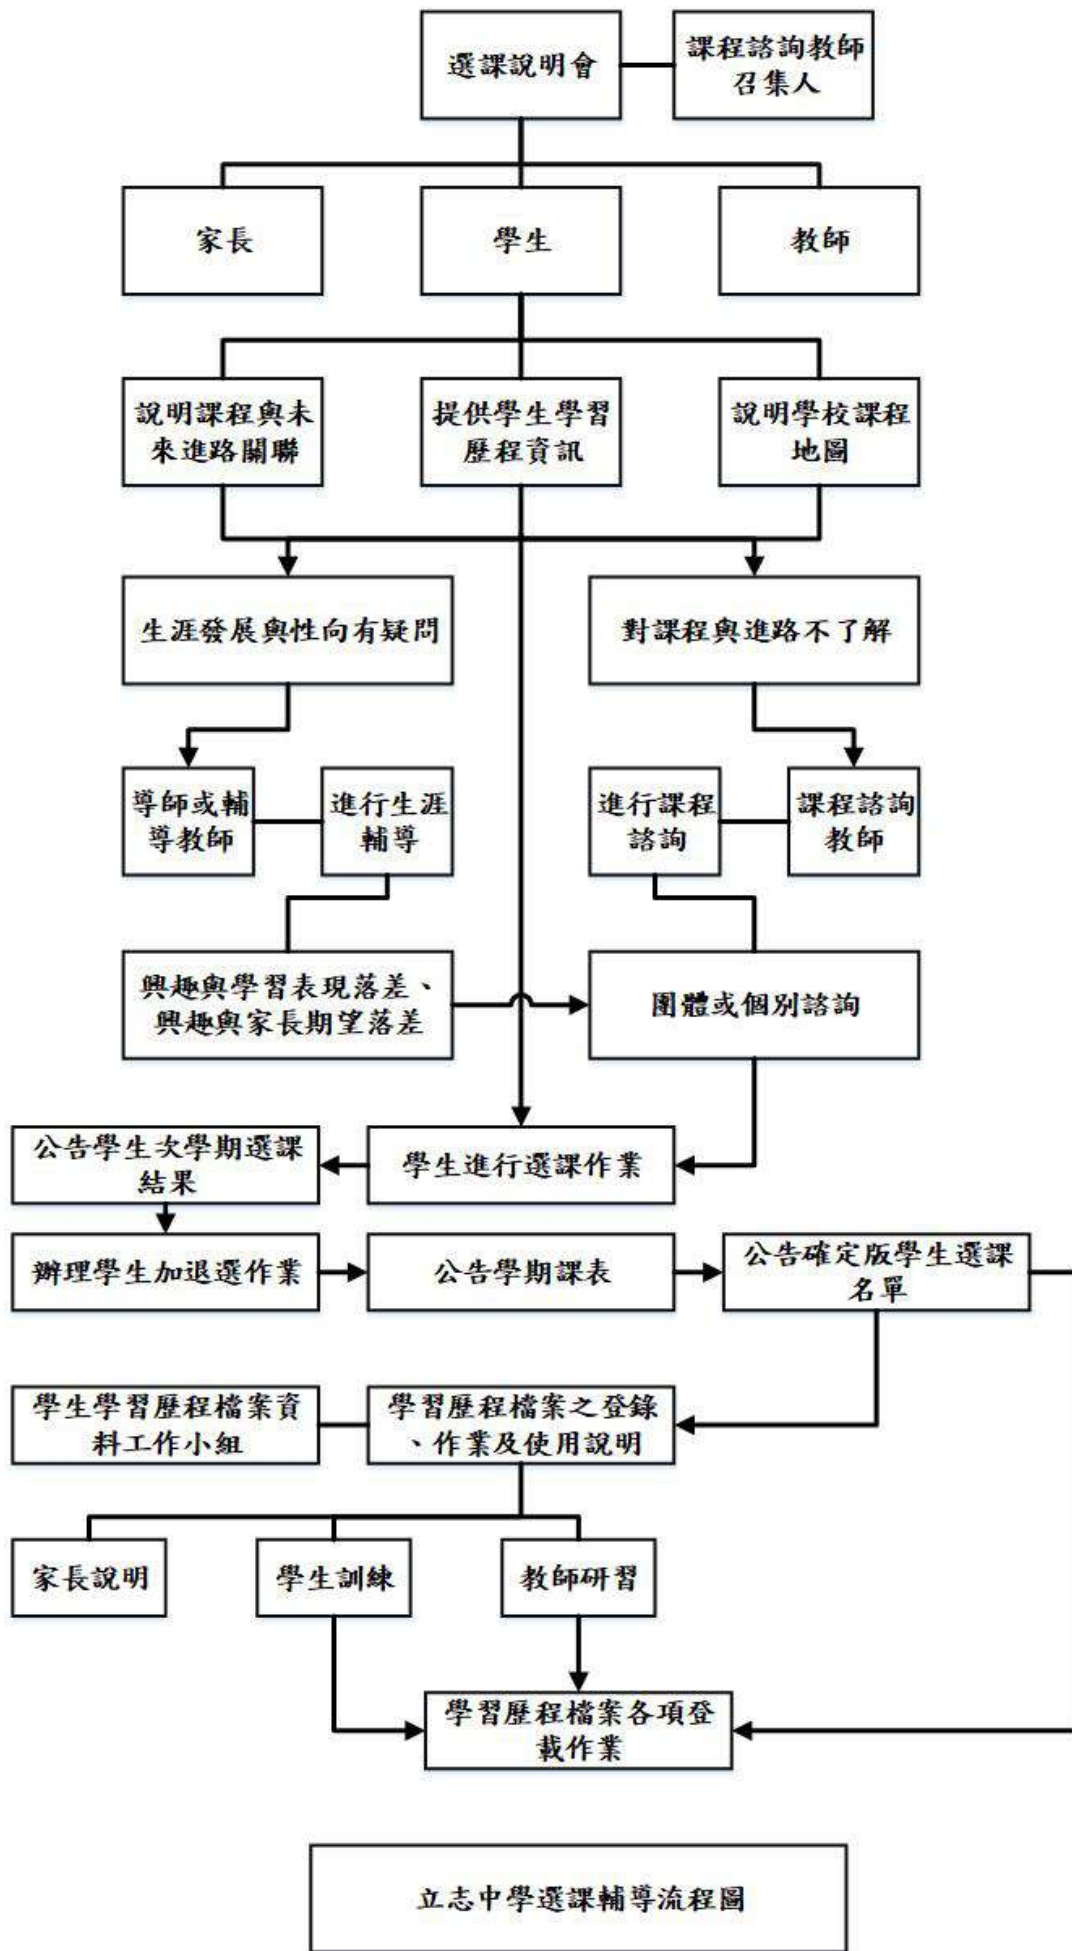 選課說明會
課程諮詢教師
召集人
家長
學生
教師
說明課程與未
來進路關聯
提供學生學習
歷程資訊
說明學校課程
地圖
生涯發展與性向有疑問
對課程與進路不了解
導師或輔
導教師
進行生涯
輔導
進行課程
諮詢
課程諮詢
教師
興趣與學習表現落差、
興趣與家長期望落差
團體或個別諮詢
公告學生次學期選課
結果
學生進行選課作業
辦理學生加退選作業
公告學期課表
公告確定版學生選課
名單
學生學習歷程檔案資
料工作小組
學習歷程檔案之登錄
、作業及使用說明
家長說明
學生訓練
教師研習
學習歷程檔案各項登
載作業
立志中學選課輔導流程圖